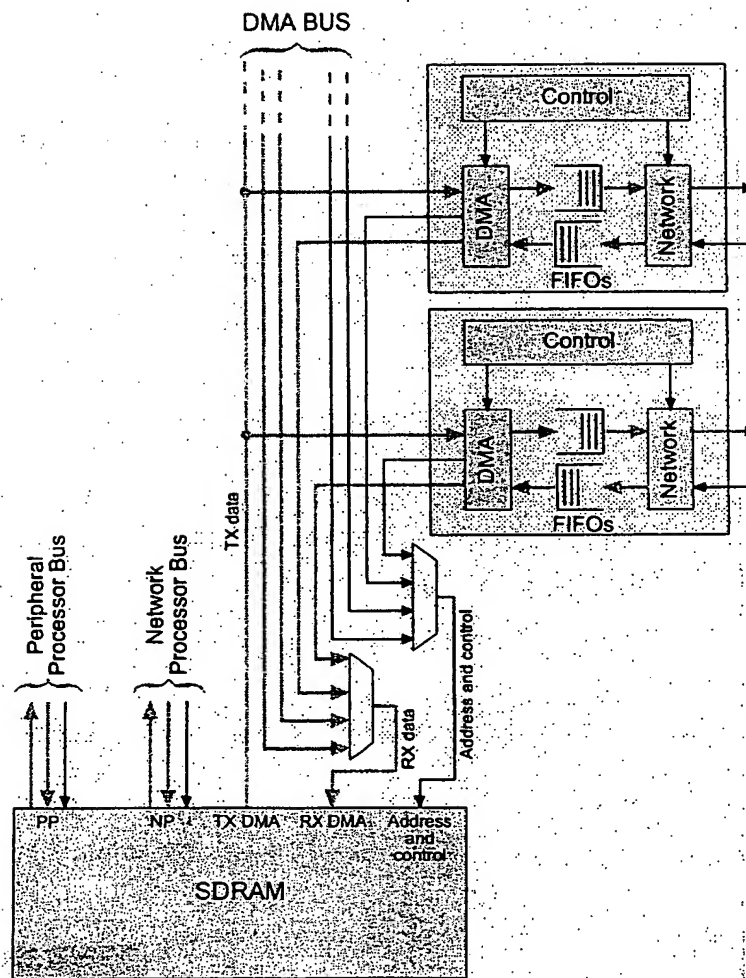 DMA BUS
Control
DMA
FIFOs
Network
Control
DMA
FIFOs
Network
TX data
Peripheral
Processor Bus
Network
Processor Bus
Address and control
RX data
PP
NP
TX DMA
RX DMA
Address
and
control
SDRAM